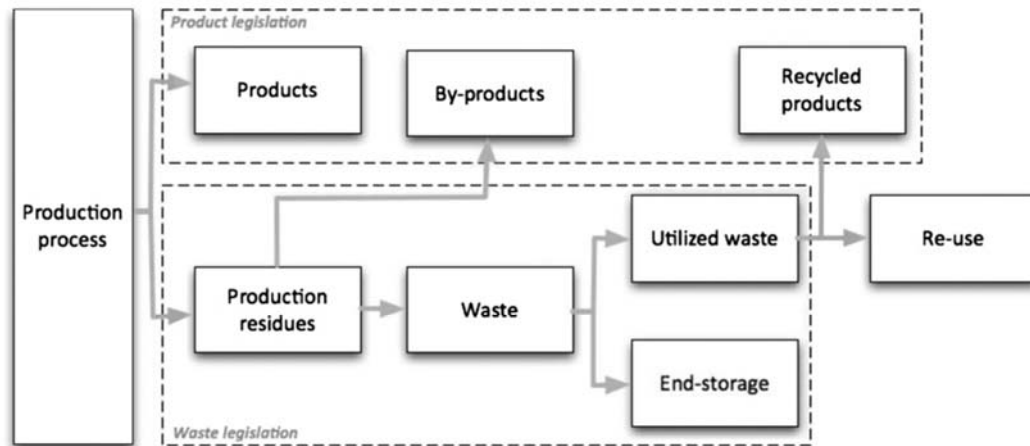 Product legislation
Products
By-products
Recycled
products
Production
process
Utilized waste
Re-use
Production
residues
Waste
End-storage
Waste legislation